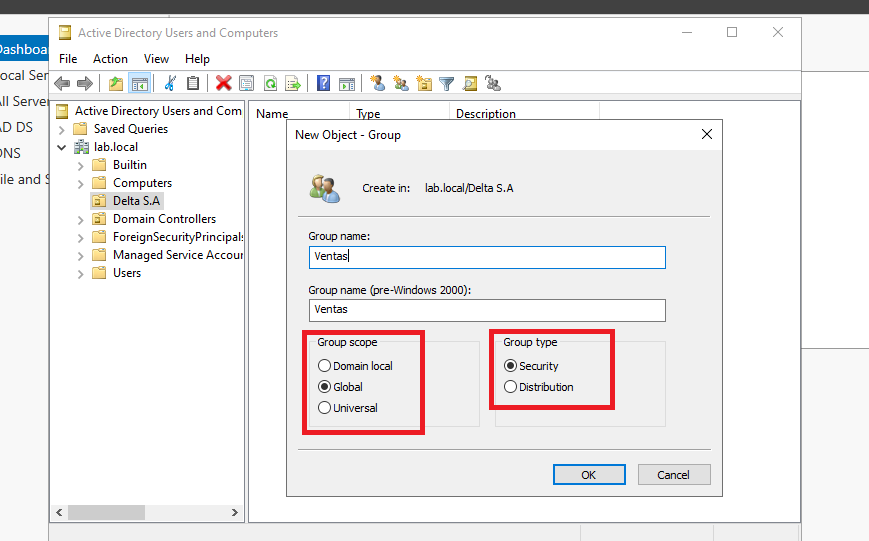 Active Directory Users and Computers
File Action View Help
Dashboar
ocal Ser
ll Server
AD DS
DNS
ile and S
Active Directory Users and Com
Saved Queries
lab.local
Builtin
Computers
Delta S.A
Domain Controllers
ForeignSecurityPrincipals
Managed Service Accour
Users
Name Type Description
New Object - Group
Create in: lab.local/Delta S.A
Group name:
Ventas
Group name (pre-Windows 2000):
Ventas
Group scope
Domain local
Global
Universal
Group type
Security
Distribution
OK Cancel